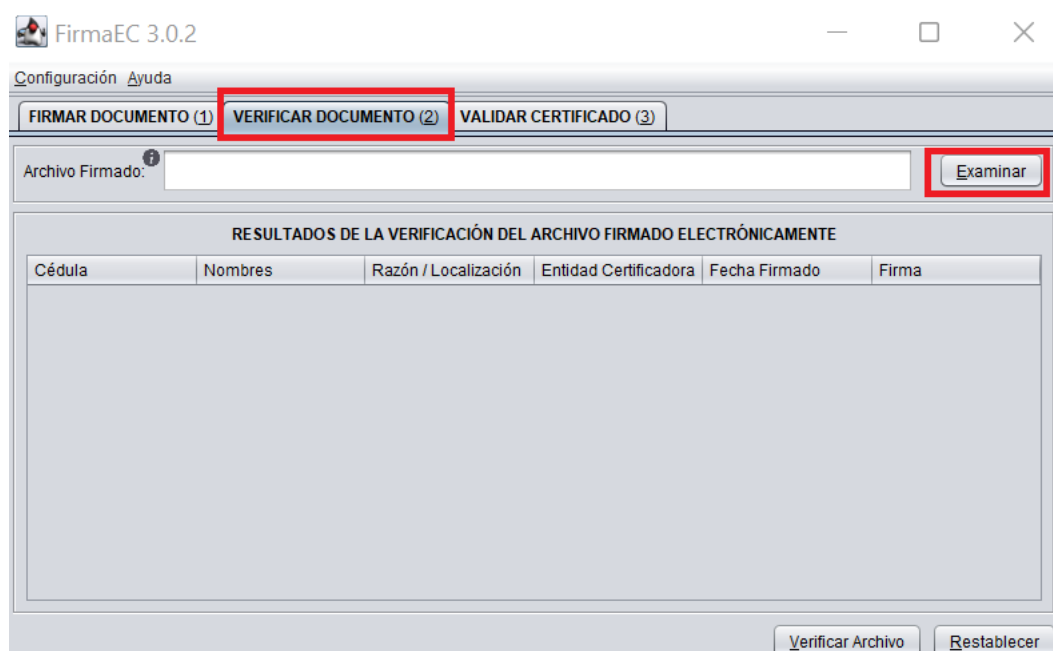 FirmaEC 3.0.2
Configuración Ayuda
FIRMAR DOCUMENTO (1) VERIFICAR DOCUMENTO (2) VALIDAR CERTIFICADO (3)
Archivo Firmado: i Examinar
RESULTADOS DE LA VERIFICACIÓN DEL ARCHIVO FIRMADO ELECTRÓNICAMENTE
Cédula Nombres Razón / Localización Entidad Certificadora Fecha Firmado Firma
Verificar Archivo Restablecer